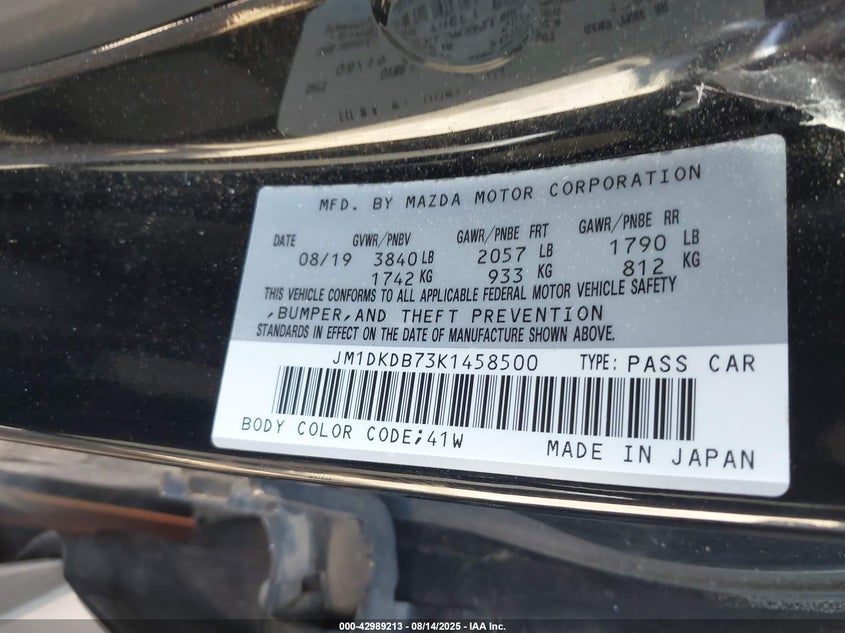 MFD. BY MAZDA MOTOR CORPORATION
DATE GVWR/PNBV GAWR/PNBE FRT GAWR/PNBE RR
08/19 3840 LB 2057 LB 1790 LB
1742 KG 933 KG 812 KG
THIS VEHICLE CONFORMS TO ALL APPLICABLE FEDERAL MOTOR VEHICLE SAFETY
,BUMPER,AND THEFT PREVENTION
STANDARDS IN EFFECT ON THE DATE OF MANUFACTURE SHOWN ABOVE.
JM1DKDB73K1458500 TYPE: PASS CAR
BODY COLOR CODE;41W MADE IN JAPAN
000-42989213 - 08/14/2025 - IAA Inc.